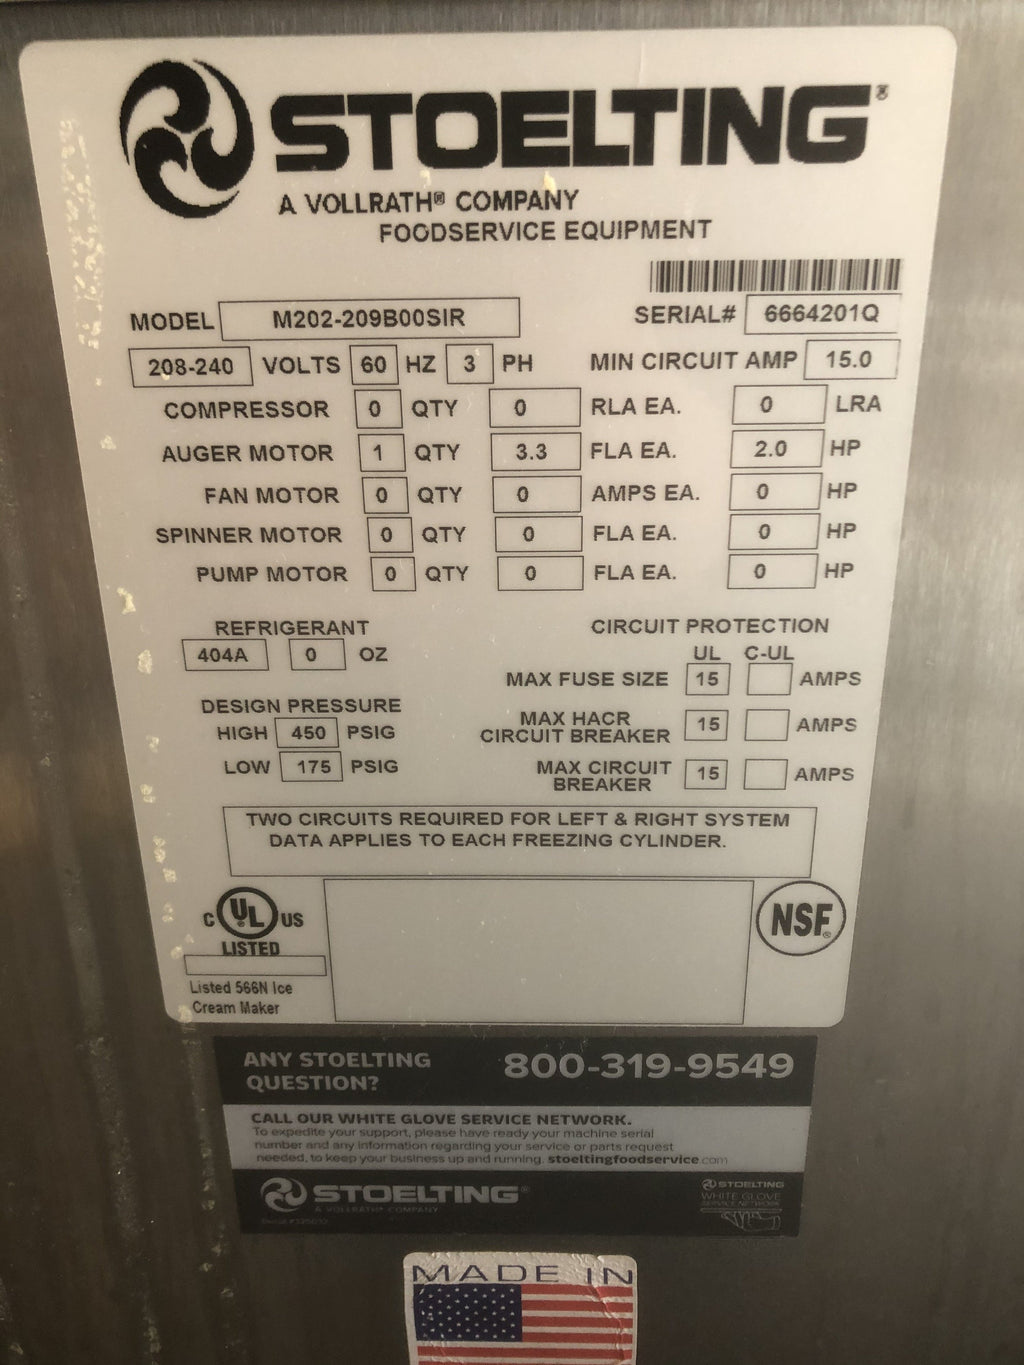 STOELTING®
A VOLLRATH® COMPANY
FOODSERVICE EQUIPMENT
MODEL M202-209B00SIR SERIAL# 6664201Q
208-240 VOLTS 60 HZ 3 PH MIN CIRCUIT AMP 15.0
COMPRESSOR 0 QTY 0 RLA EA. 0 LRA
AUGER MOTOR 1 QTY 3.3 FLA EA. 2.0 HP
FAN MOTOR 0 QTY 0 AMPS EA. 0 HP
SPINNER MOTOR 0 QTY 0 FLA EA. 0 HP
PUMP MOTOR 0 QTY 0 FLA EA. 0 HP
REFRIGERANT
404A 0 OZ
DESIGN PRESSURE
HIGH 450 PSIG
LOW 175 PSIG
CIRCUIT PROTECTION
UL C-UL
MAX FUSE SIZE 15 AMPS
MAX HACR
CIRCUIT BREAKER 15 AMPS
MAX CIRCUIT
BREAKER 15 AMPS
TWO CIRCUITS REQUIRED FOR LEFT & RIGHT SYSTEM
DATA APPLIES TO EACH FREEZING CYLINDER.
C UL® US
LISTED
Listed 566N Ice
Cream Maker
NSF®
ANY STOELTING
QUESTION?
800-319-9549
CALL OUR WHITE GLOVE SERVICE NETWORK.
To expedite your support, please have ready your machine serial
number and any information regarding your service or parts request
needed, to keep your business up and running. stoeltingfoodservice.com
STOELTING®
A VOLLRATH® COMPANY
STOELTING
WHITE GLOVE
SERVICE NETWORK
MADE IN